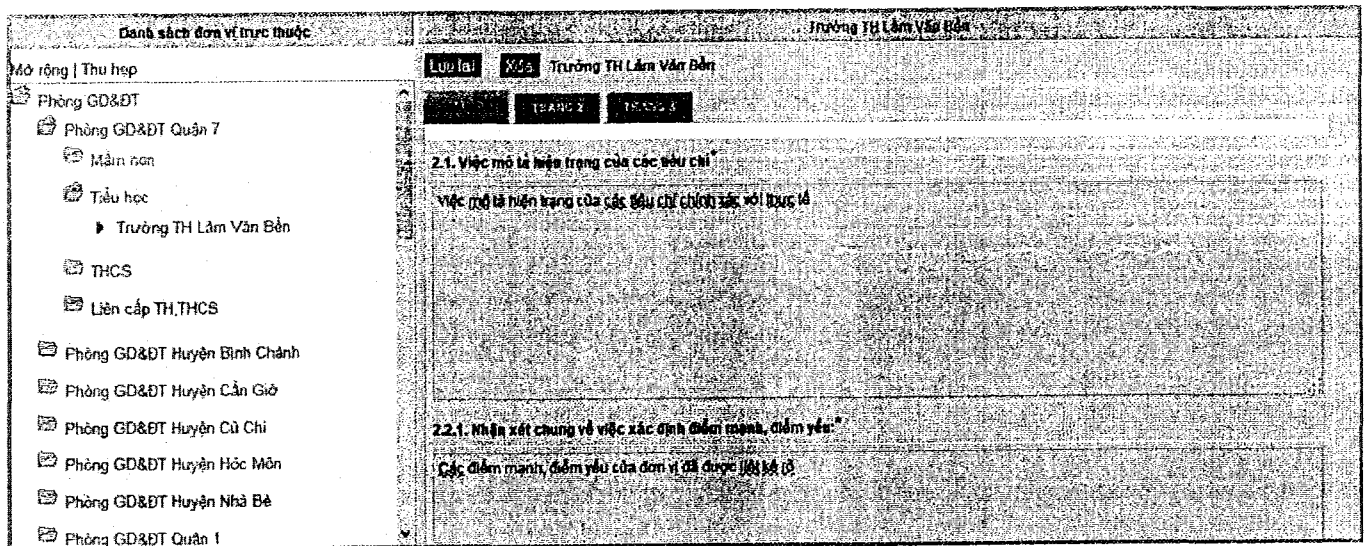 Danh sách đơn vị trực thuộc
Trường TH Lâm Văn Bền
Mở rộng | Thu hẹp
Lưu lại Xóa Trường TH Lâm Văn Bền
Phòng GD&ĐT
TRANG 2 TRANG 3
Phòng GD&ĐT Quận 7
Mầm non
2.1. Việc mô tả hiện trạng của các tiêu chí*
Tiểu học
Việc mô tả hiện trạng của các tiêu chí chính xác với thực tế
Trường TH Lâm Văn Bền
THCS
Liên cấp TH,THCS
Phòng GD&ĐT Huyện Bình Chánh
Phòng GD&ĐT Huyện Cần Giờ
Phòng GD&ĐT Huyện Củ Chi
2.2.1. Nhận xét chung về việc xác định điểm mạnh, điểm yếu:*
Phòng GD&ĐT Huyện Hóc Môn
Các điểm mạnh, điểm yếu của đơn vị đã được liệt kê rõ
Phòng GD&ĐT Huyện Nhà Bè
Phòng GD&ĐT Quận 1